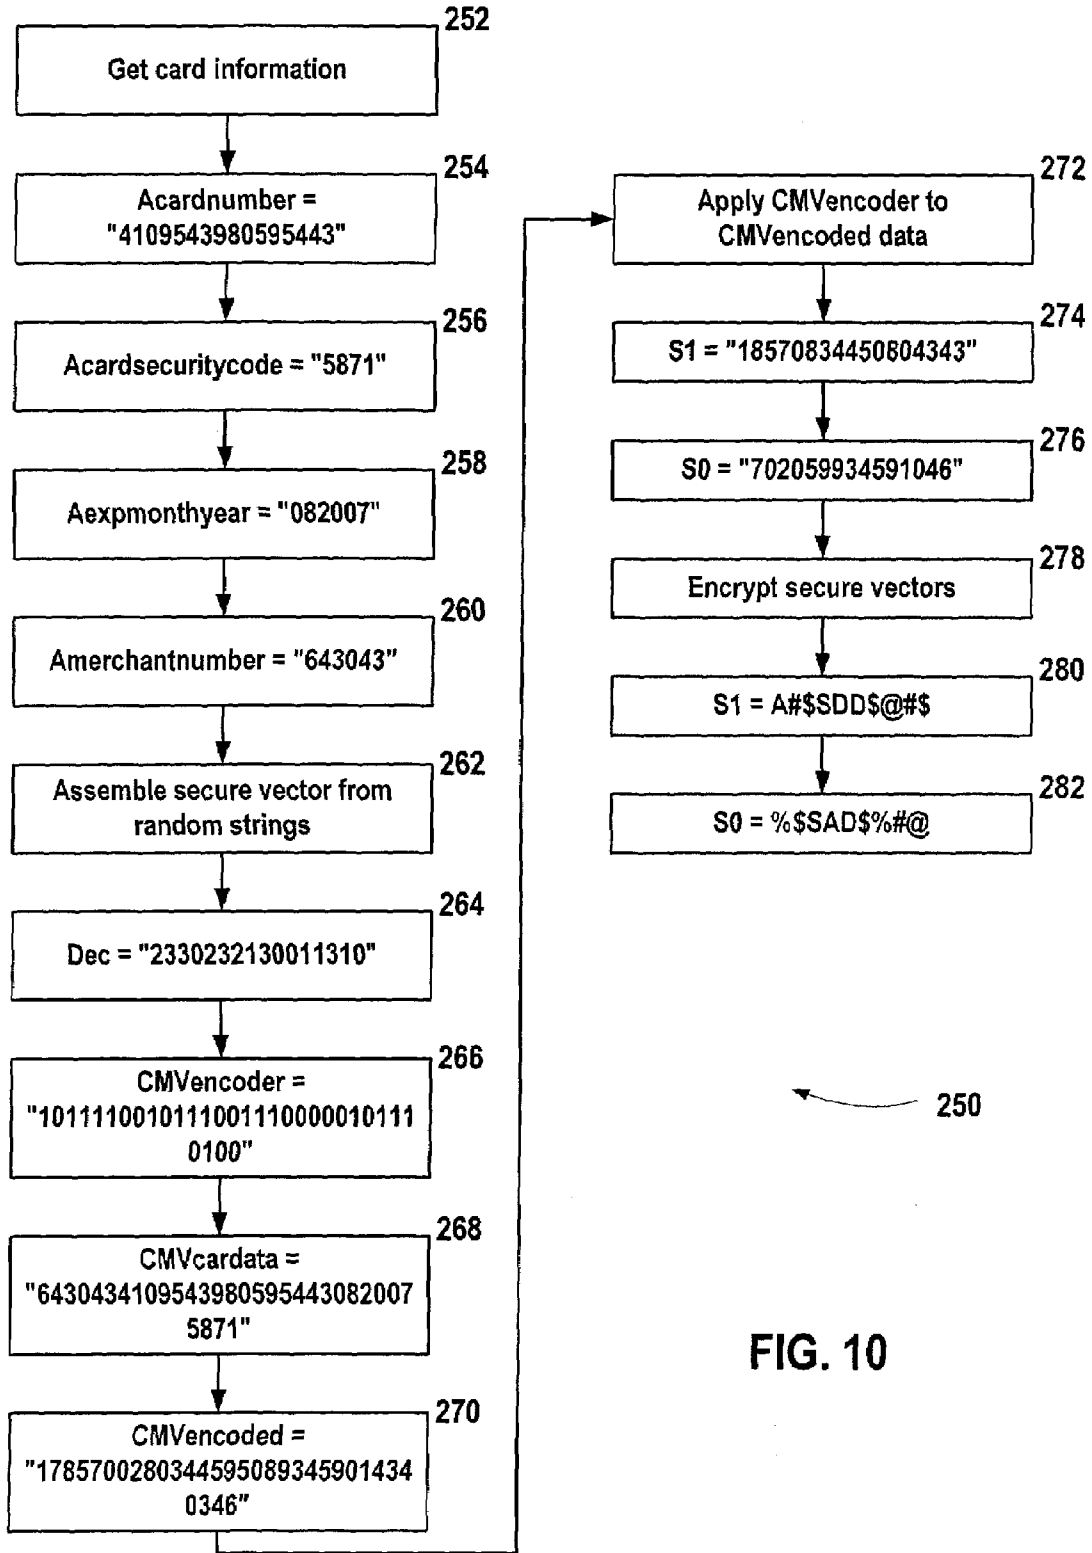 252
Get card information
254
Acardnumber =
"4109543980595443"
256
Acardsecuritycode = "5871"
258
Aexpmonthyear = "082007"
260
Amerchantnumber = "643043"
262
Assemble secure vector from
random strings
264
Dec = "2330232130011310"
266
CMVencoder =
"1011110010111001110000010111
0100"
268
CMVcardata =
"6430434109543980595443082007
5871"
270
CMVencoded =
"1785700280344595089345901434
0346"
272
Apply CMVencoder to
CMVencoded data
274
S1 = "18570834450804343"
276
S0 = "702059934591046"
278
Encrypt secure vectors
280
S1 = A#$SDD$@#$
282
S0 = %$SAD$%#@
250
FIG. 10